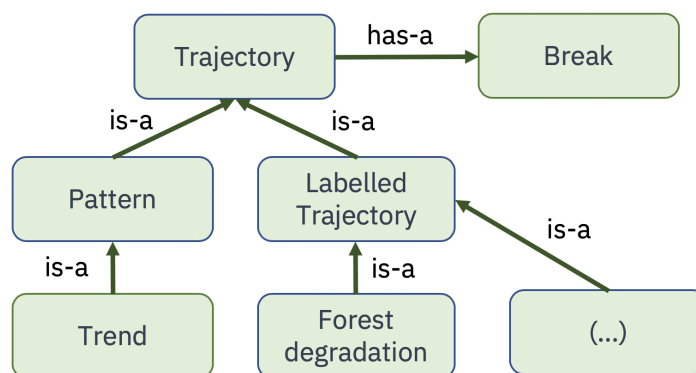 has-a
Trajectory
Break
is-a
is-a
Pattern
Labelled
Trajectory
is-a
is-a
is-a
Trend
Forest
degradation
(...)